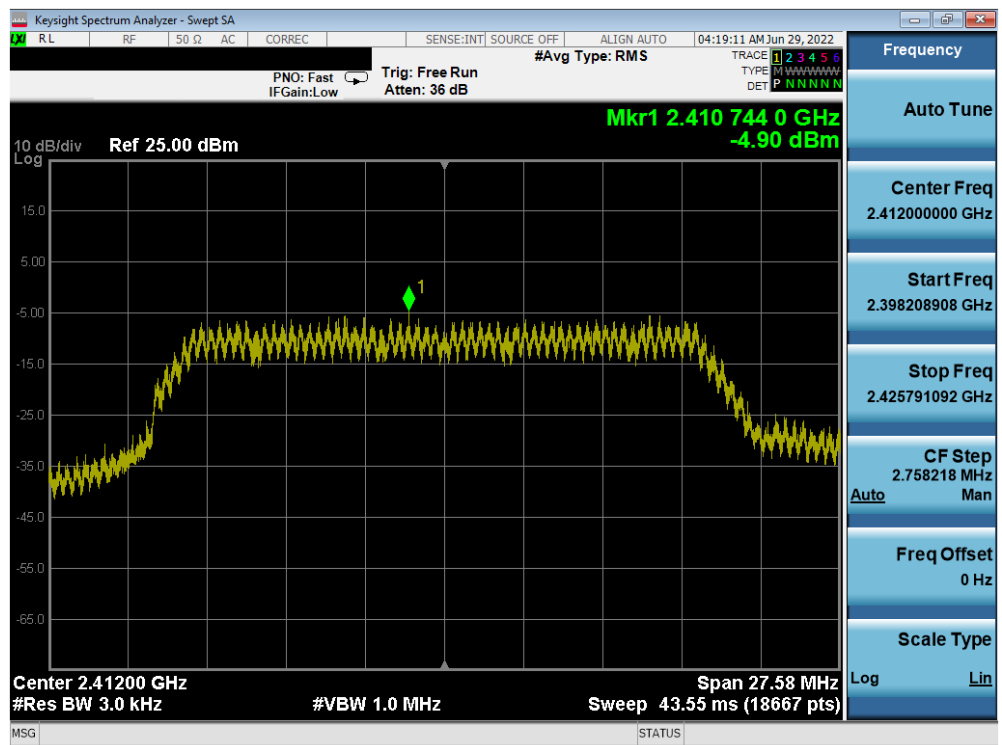 Keysight Spectrum Analyzer - Swept SA
LXI RL RF 50 Ω AC CORREC SENSE:INT SOURCE OFF ALIGN AUTO 04:19:11 AM Jun 29, 2022
#Avg Type: RMS
TRACE 1 2 3 4 5 6
PNO: Fast Trig: Free Run
TYPE M WWWWW
IFGain:Low Atten: 36 dB
DET P N N N N N
Mkr1 2.410 744 0 GHz
-4.90 dBm
10 dB/div Ref 25.00 dBm
Log
15.0
5.00
1
-5.00
-15.0
-25.0
-35.0
-45.0
-55.0
-65.0
Center 2.41200 GHz Span 27.58 MHz
#Res BW 3.0 kHz #VBW 1.0 MHz Sweep 43.55 ms (18667 pts)
MSG STATUS
Frequency
Auto Tune
Center Freq
2.412000000 GHz
Start Freq
2.398208908 GHz
Stop Freq
2.425791092 GHz
CF Step
2.758218 MHz
Auto Man
Freq Offset
0 Hz
Scale Type
Log Lin